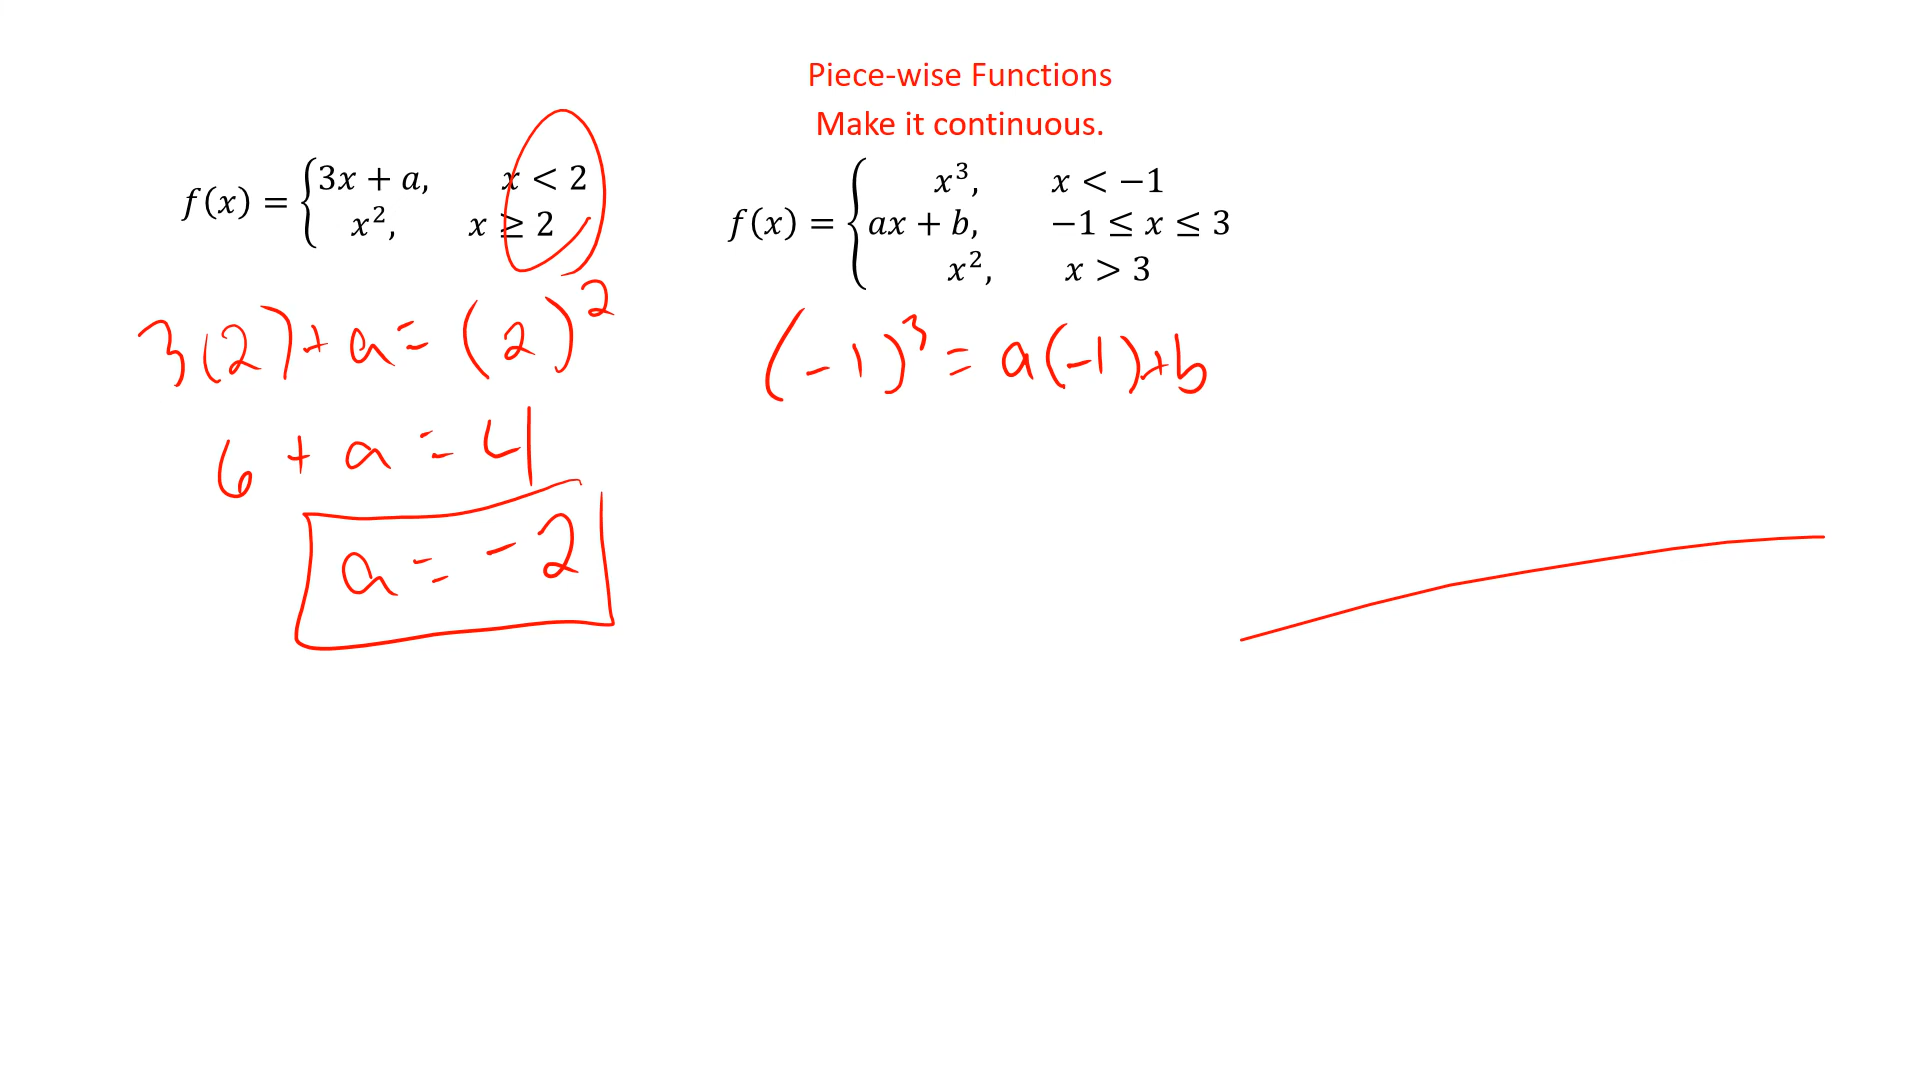 Piece-wise Functions
Make it continuous.
f(x) = { 3x + a, x < 2
x², x ≥ 2
3(2) + a = (2)²
6 + a = 4
a = -2
f(x) = { x³, x < −1
ax + b, −1 ≤ x ≤ 3
x², x > 3
(-1)³ = a(-1) + b